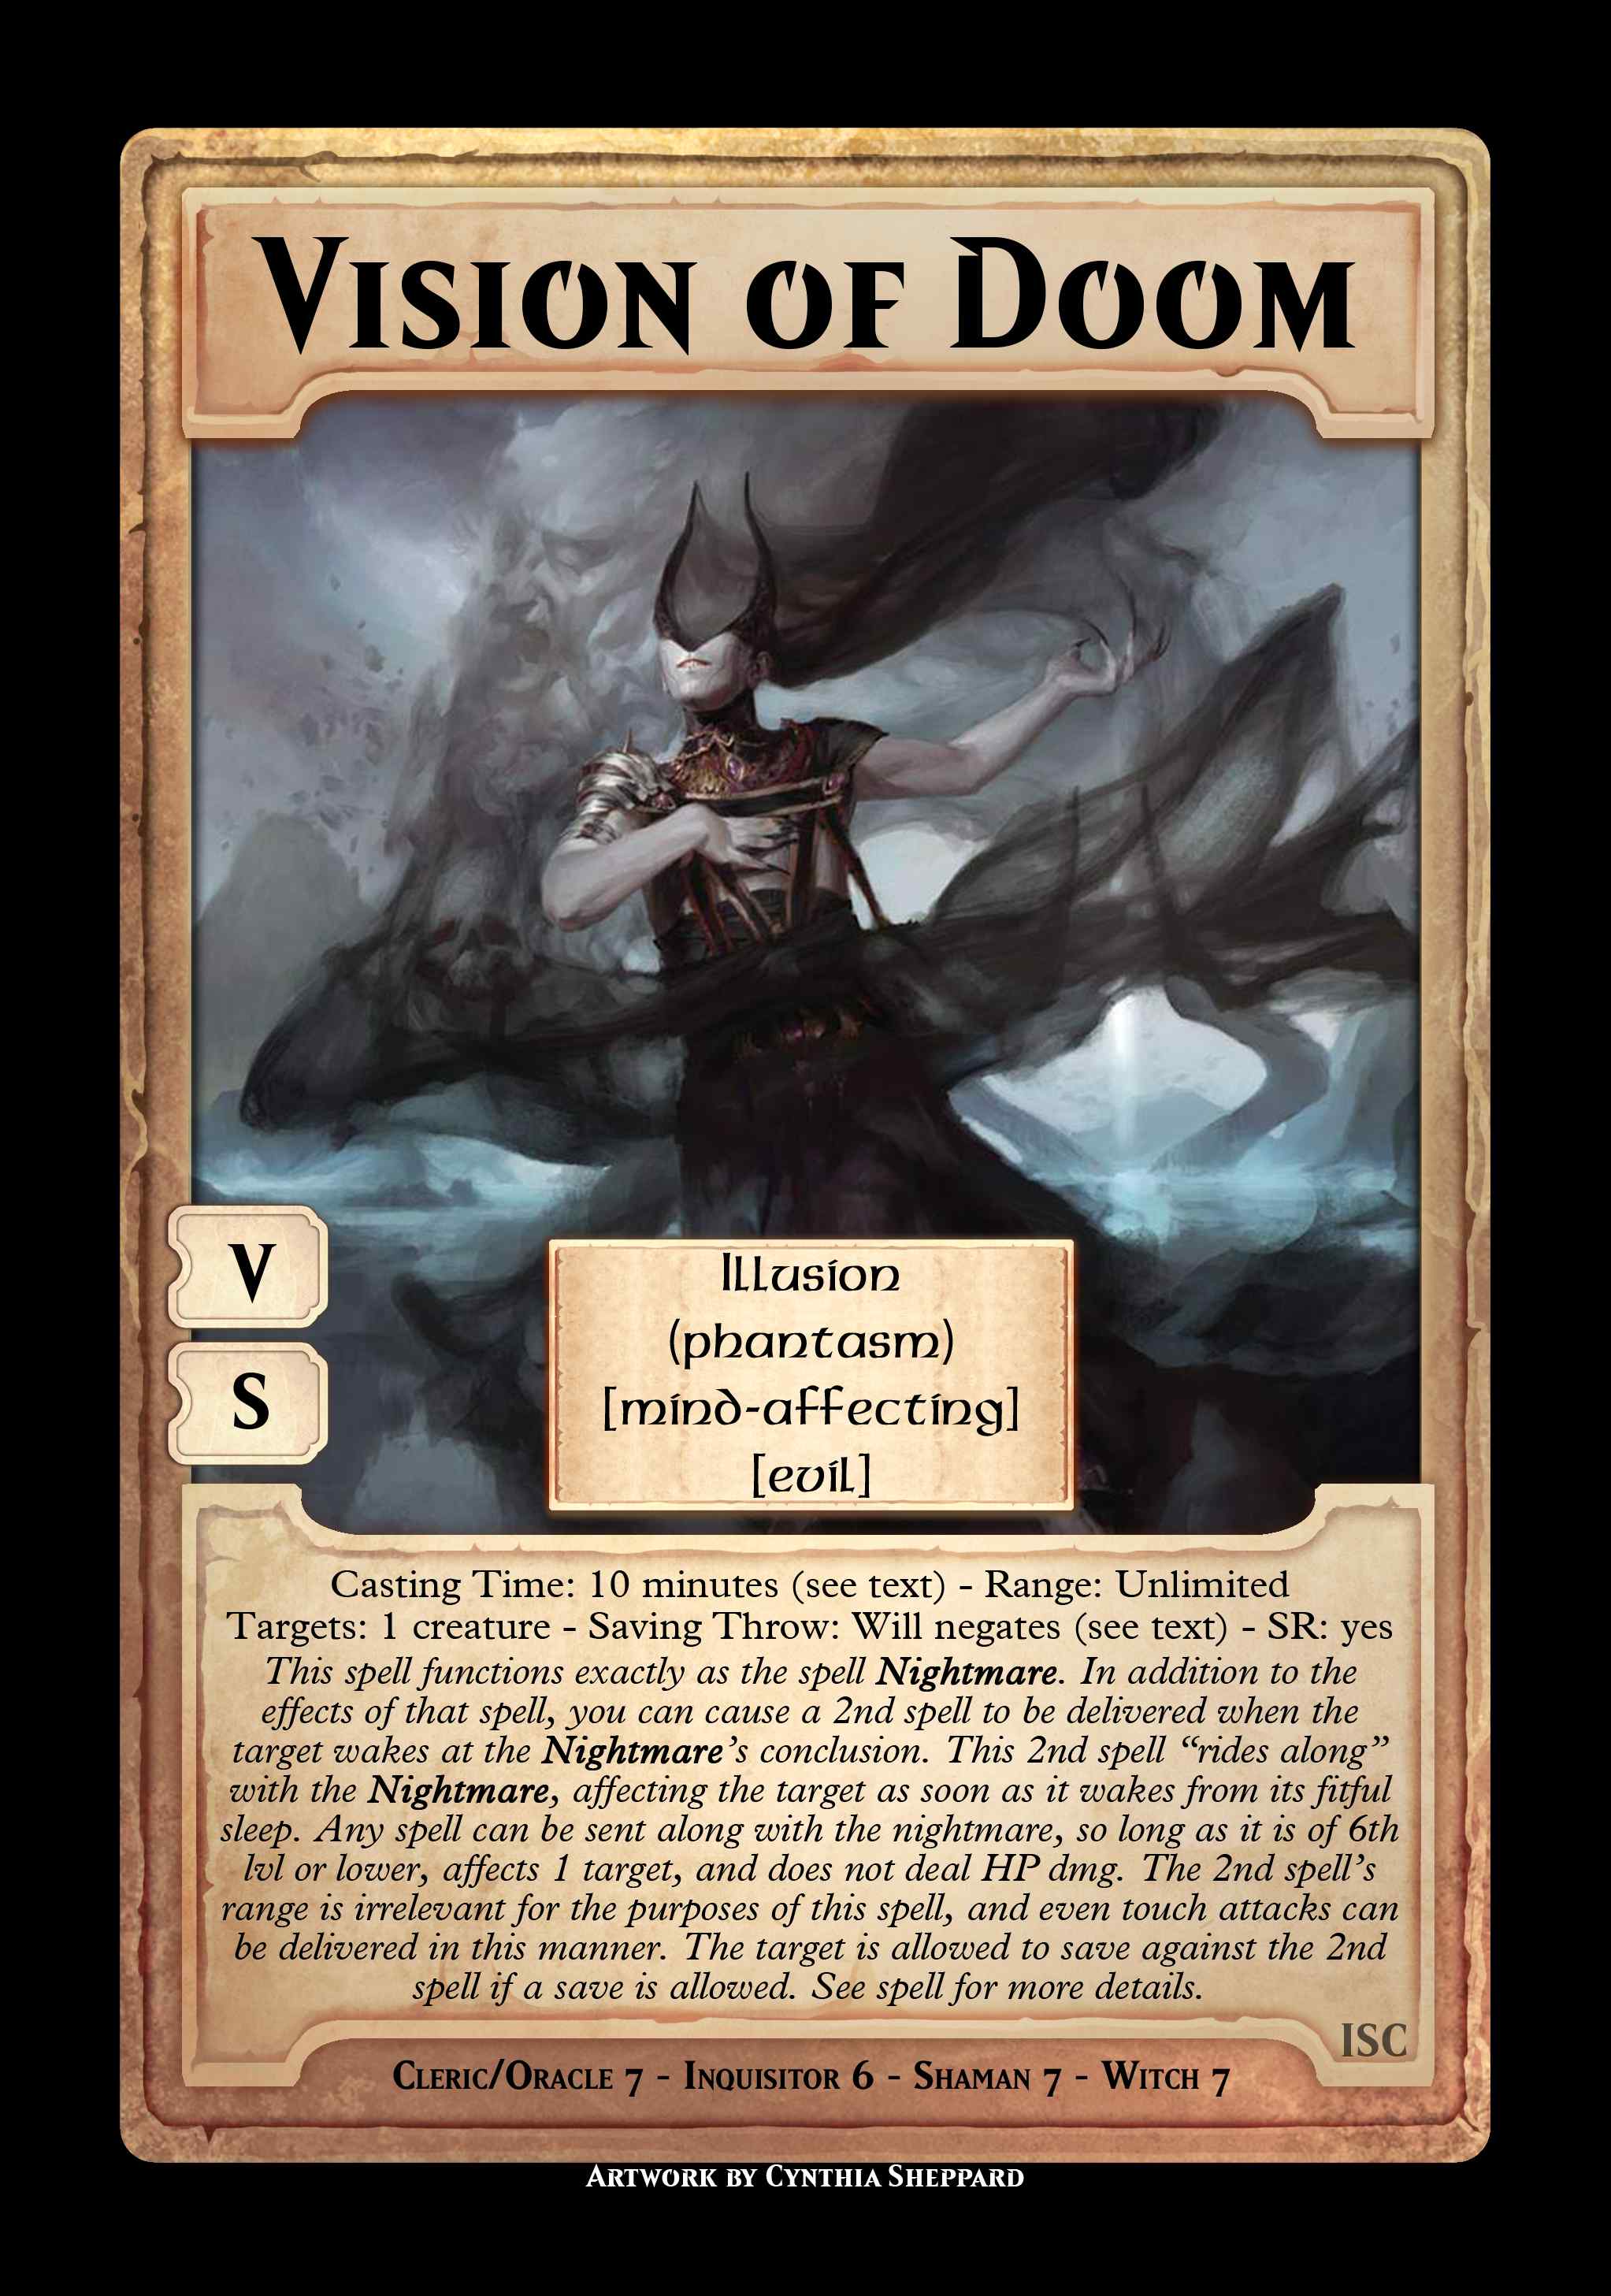 Vision of Doom
V
S
Illusion
(phantasm)
[mind-affecting]
[evil]
Casting Time: 10 minutes (see text) - Range: Unlimited
Targets: 1 creature - Saving Throw: Will negates (see text) - SR: yes
This spell functions exactly as the spell Nightmare. In addition to the
effects of that spell, you can cause a 2nd spell to be delivered when the
target wakes at the Nightmare’s conclusion. This 2nd spell “rides along”
with the Nightmare, affecting the target as soon as it wakes from its fitful
sleep. Any spell can be sent along with the nightmare, so long as it is of 6th
lvl or lower, affects 1 target, and does not deal HP dmg. The 2nd spell’s
range is irrelevant for the purposes of this spell, and even touch attacks can
be delivered in this manner. The target is allowed to save against the 2nd
spell if a save is allowed. See spell for more details.
ISC
Cleric/Oracle 7 - Inquisitor 6 - Shaman 7 - Witch 7
Artwork by Cynthia Sheppard